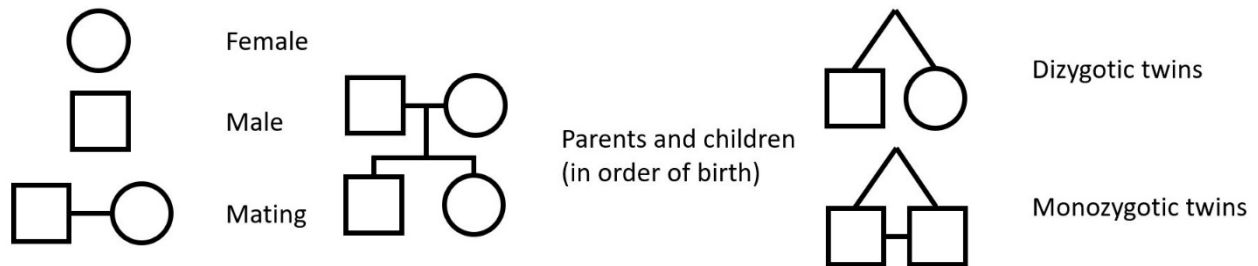 Female
Male
Mating
Parents and children
(in order of birth)
Dizygotic twins
Monozygotic twins